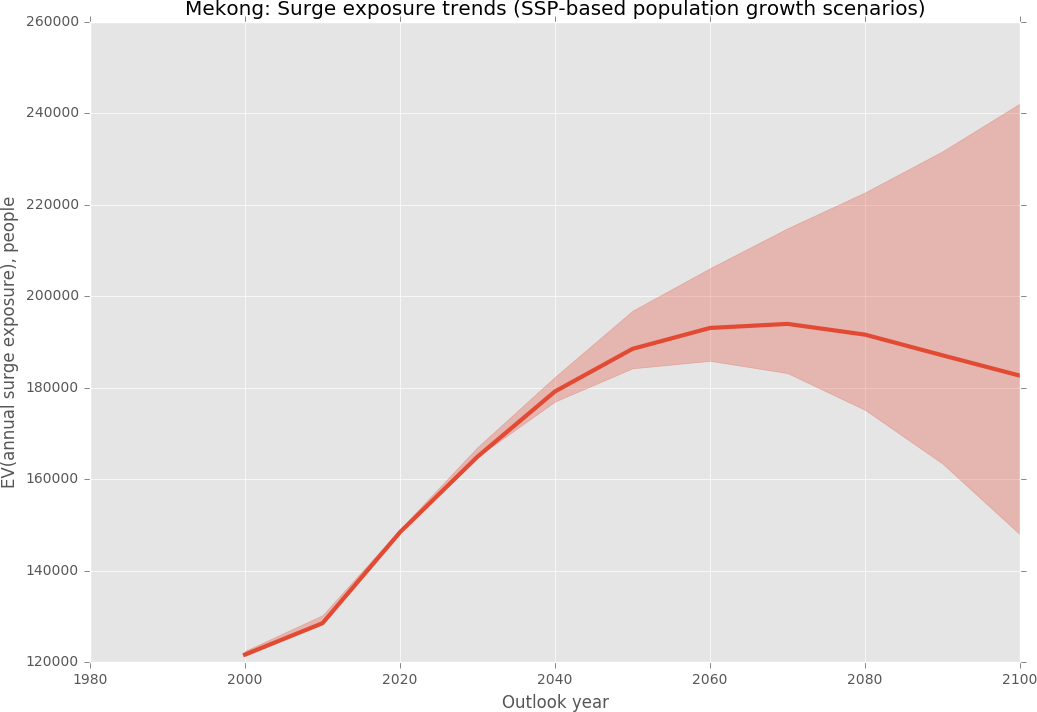 Mekong: Surge exposure trends (SSP-based population growth scenarios)
260000
240000
220000
200000
180000
160000
140000
120000
EV(annual surge exposure), people
1980 2000 2020 2040 2060 2080 2100
Outlook year